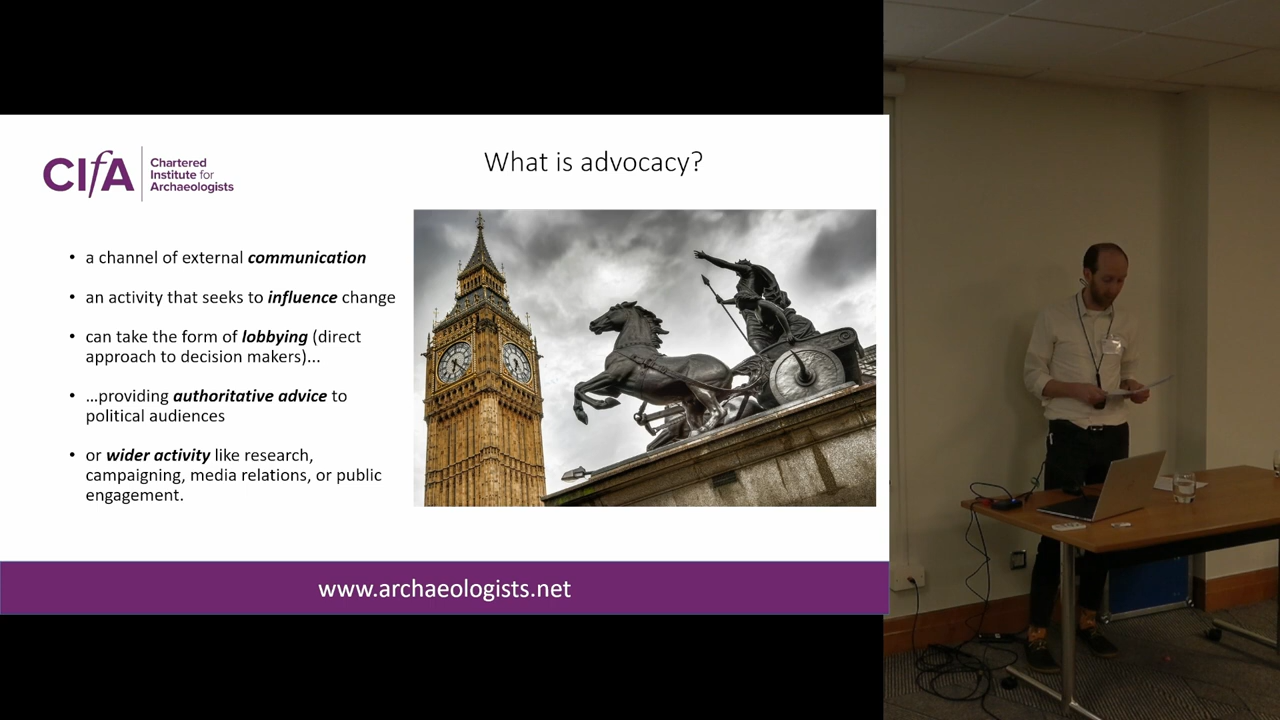 CIfA
Chartered
Institute for
Archaeologists
What is advocacy?
• a channel of external communication
• an activity that seeks to influence change
• can take the form of lobbying (direct
approach to decision makers)...
• ...providing authoritative advice to
political audiences
• or wider activity like research,
campaigning, media relations, or public
engagement.
www.archaeologists.net